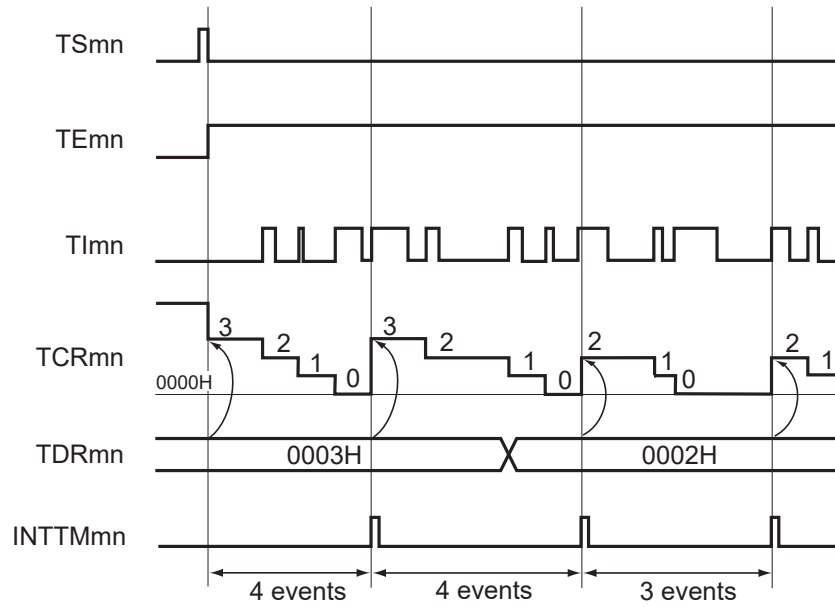 TSmn
TEmn
TImn
TCRmn
3 2 1 0 3 2 1 0 2 1 0 2 1
0000H
TDRmn
0003H 0002H
INTTMmn
4 events 4 events 3 events